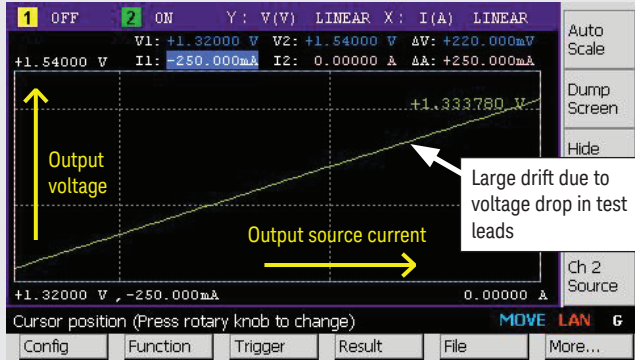 1 OFF 2 ON Y: V(V) LINEAR X: I(A) LINEAR
V1: +1.32000 V V2: +1.54000 V ΔV: +220.000mV
+1.54000 V I1: -250.000mA I2: 0.00000 A ΔA: +250.000mA
Auto
Scale
Dump
Screen
Hide
+1.333780 V
Output
voltage
Large drift due to
voltage drop in test
leads
Output source current
Ch 2
Source
+1.32000 V ,-250.000mA 0.00000 A
Cursor position (Press rotary knob to change) MOVE LAN G
Config Function Trigger Result File More...